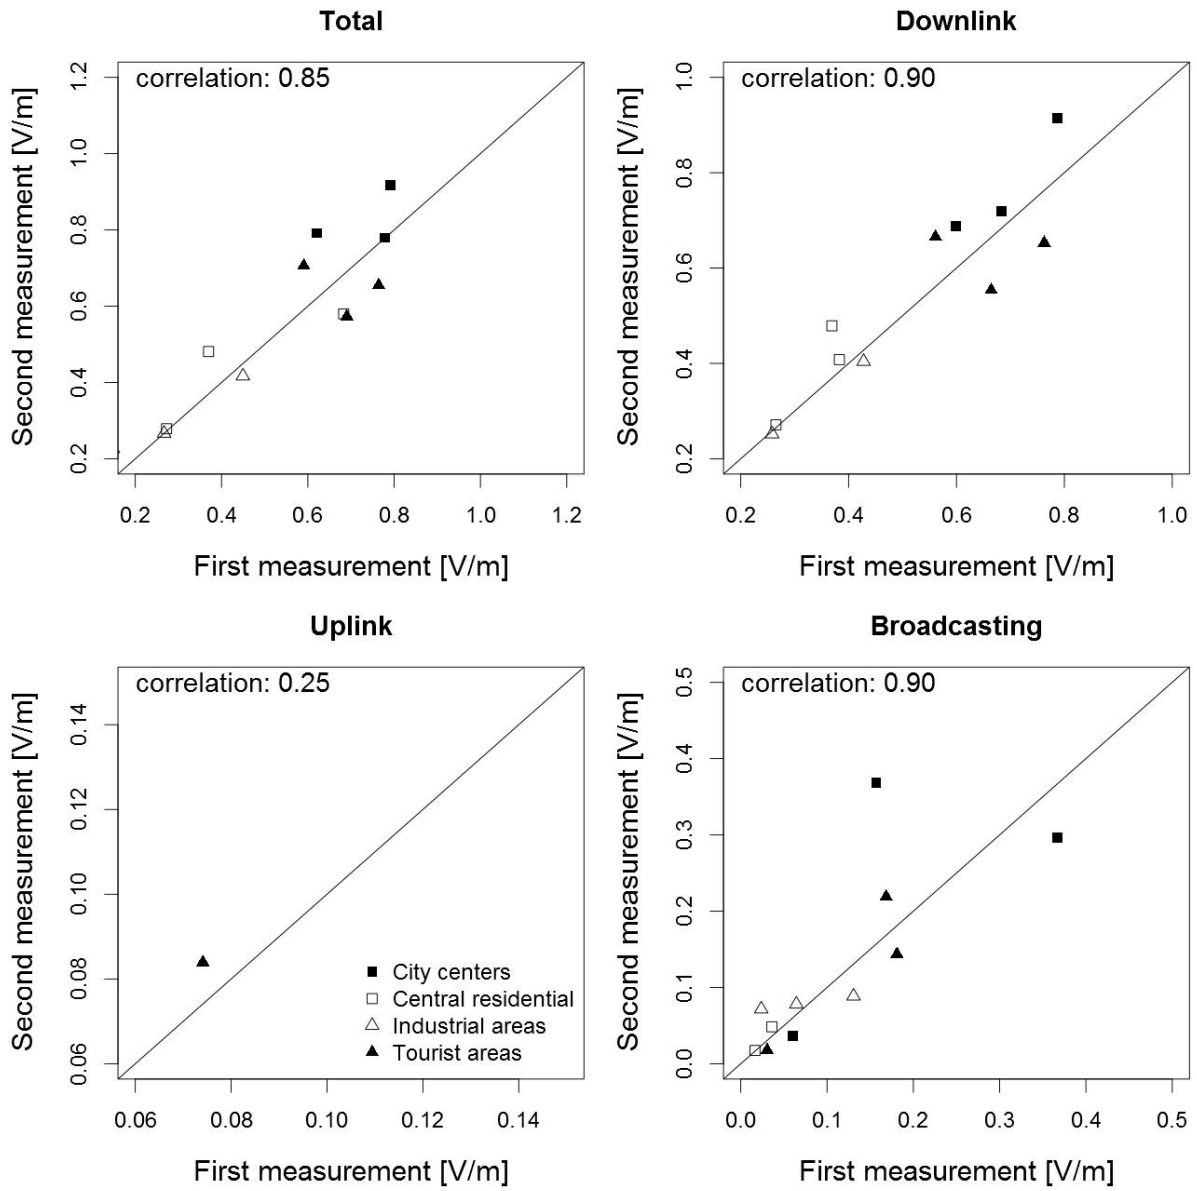 Total
correlation: 0.85
Second measurement [V/m]
1.2
1.0
0.8
0.6
0.4
0.2
0.2 0.4 0.6 0.8 1.0 1.2
First measurement [V/m]
Downlink
correlation: 0.90
Second measurement [V/m]
1.0
0.8
0.6
0.4
0.2
0.2 0.4 0.6 0.8 1.0
First measurement [V/m]
Uplink
correlation: 0.25
Second measurement [V/m]
0.14
0.12
0.10
0.08
0.06
City centers
Central residential
Industrial areas
Tourist areas
0.06 0.08 0.10 0.12 0.14
First measurement [V/m]
Broadcasting
correlation: 0.90
Second measurement [V/m]
0.5
0.4
0.3
0.2
0.1
0.0
0.0 0.1 0.2 0.3 0.4 0.5
First measurement [V/m]